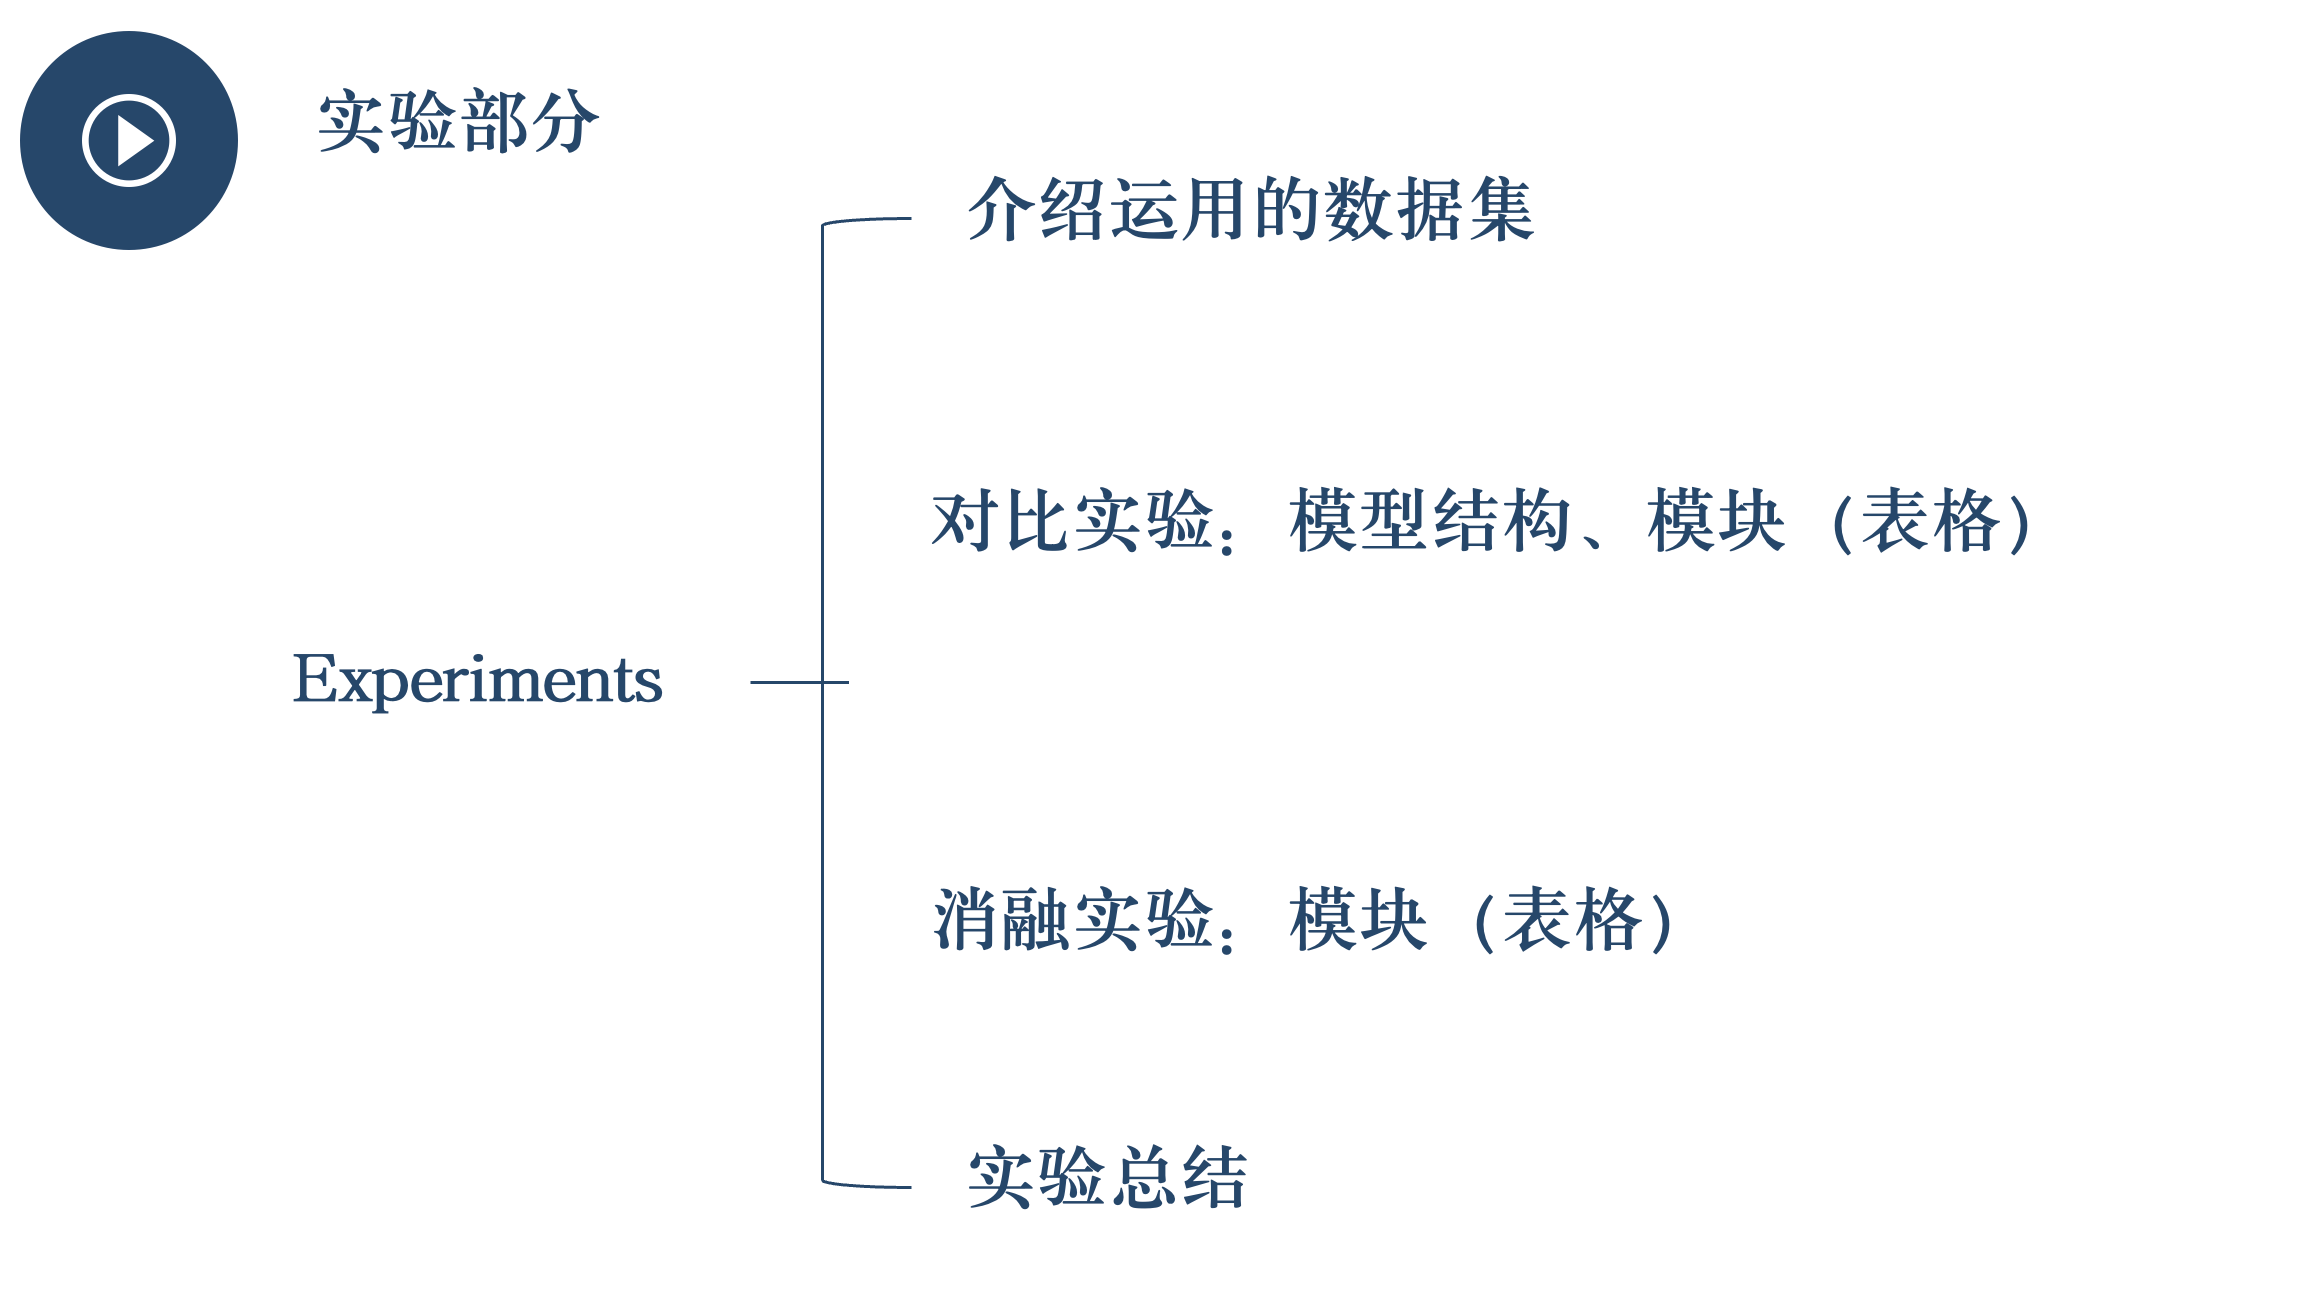 实验部分
介绍运用的数据集
对比实验：模型结构、模块（表格）
Experiments
消融实验：模块（表格）
实验总结